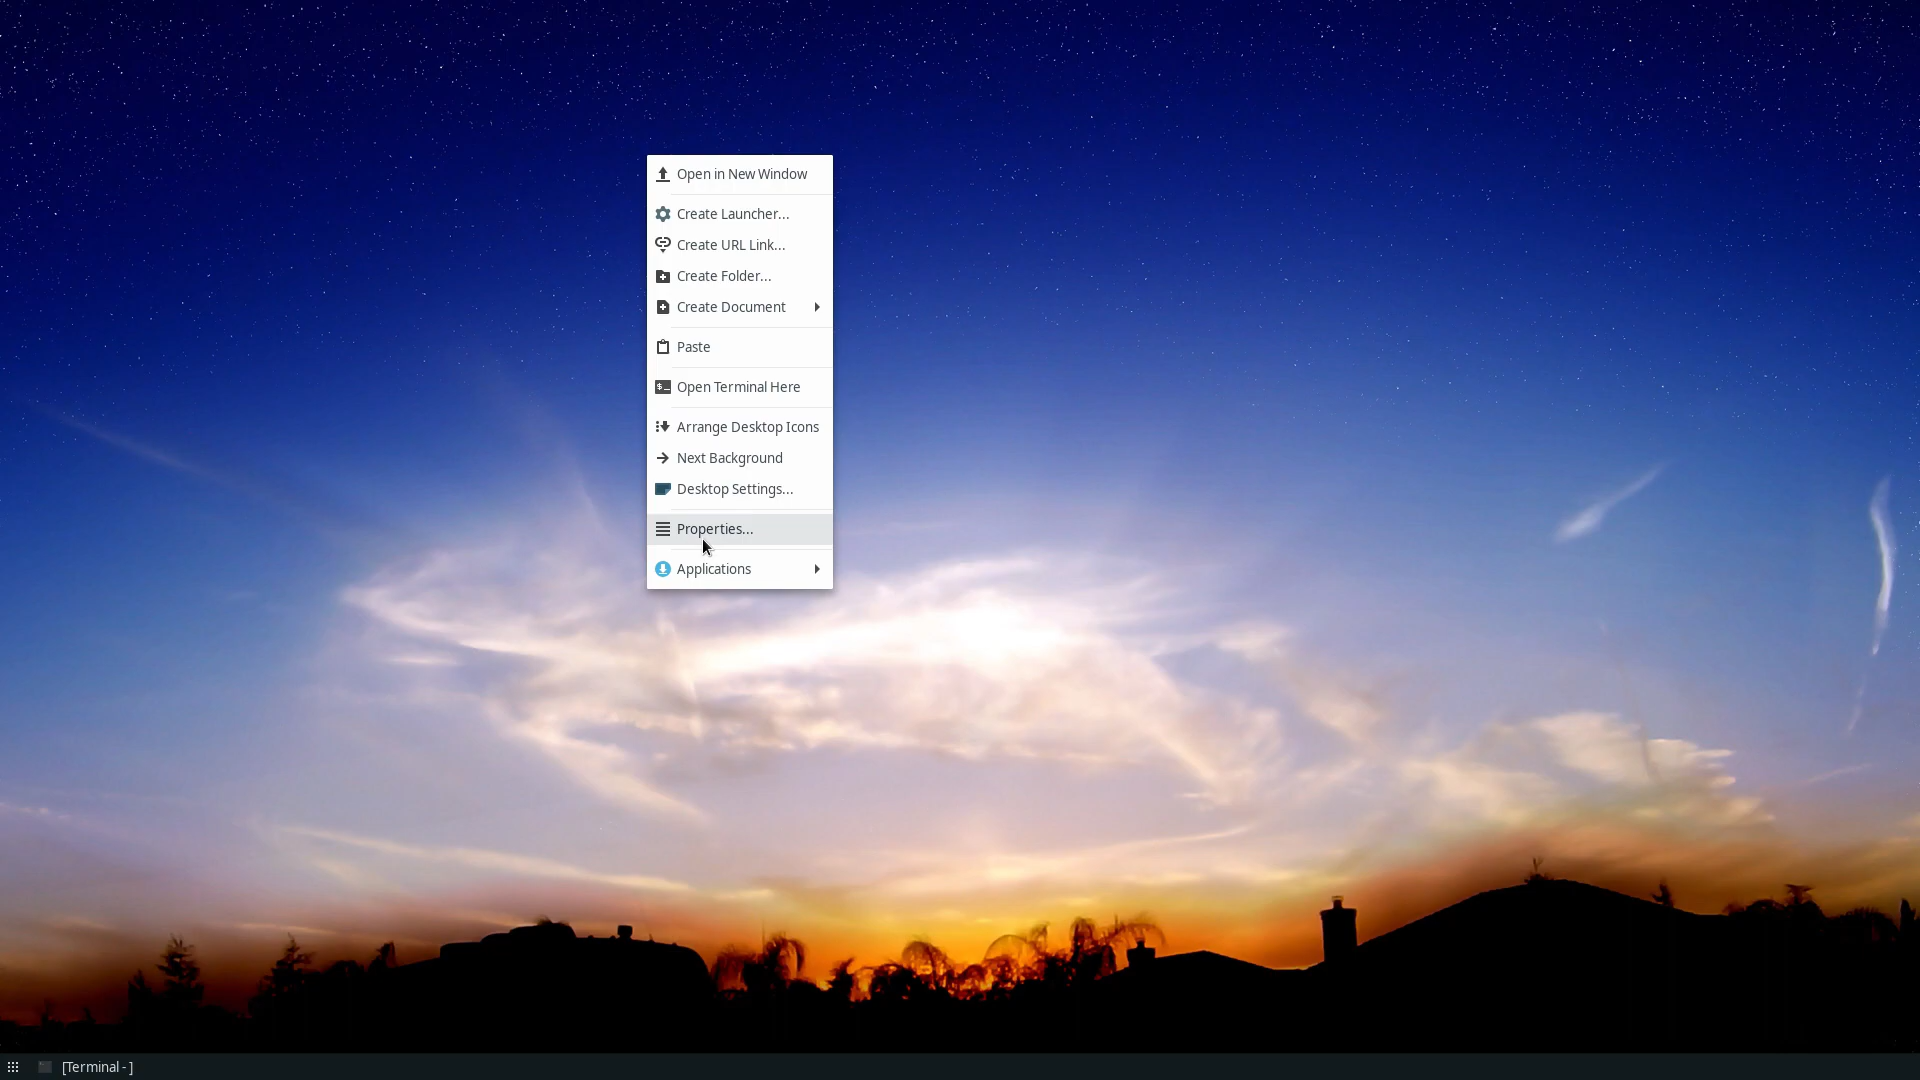 Open in New Window
Create Launcher...
Create URL Link...
Create Folder...
Create Document
Paste
Open Terminal Here
Arrange Desktop Icons
Next Background
Desktop Settings...
Properties...
Applications
[Terminal - ]